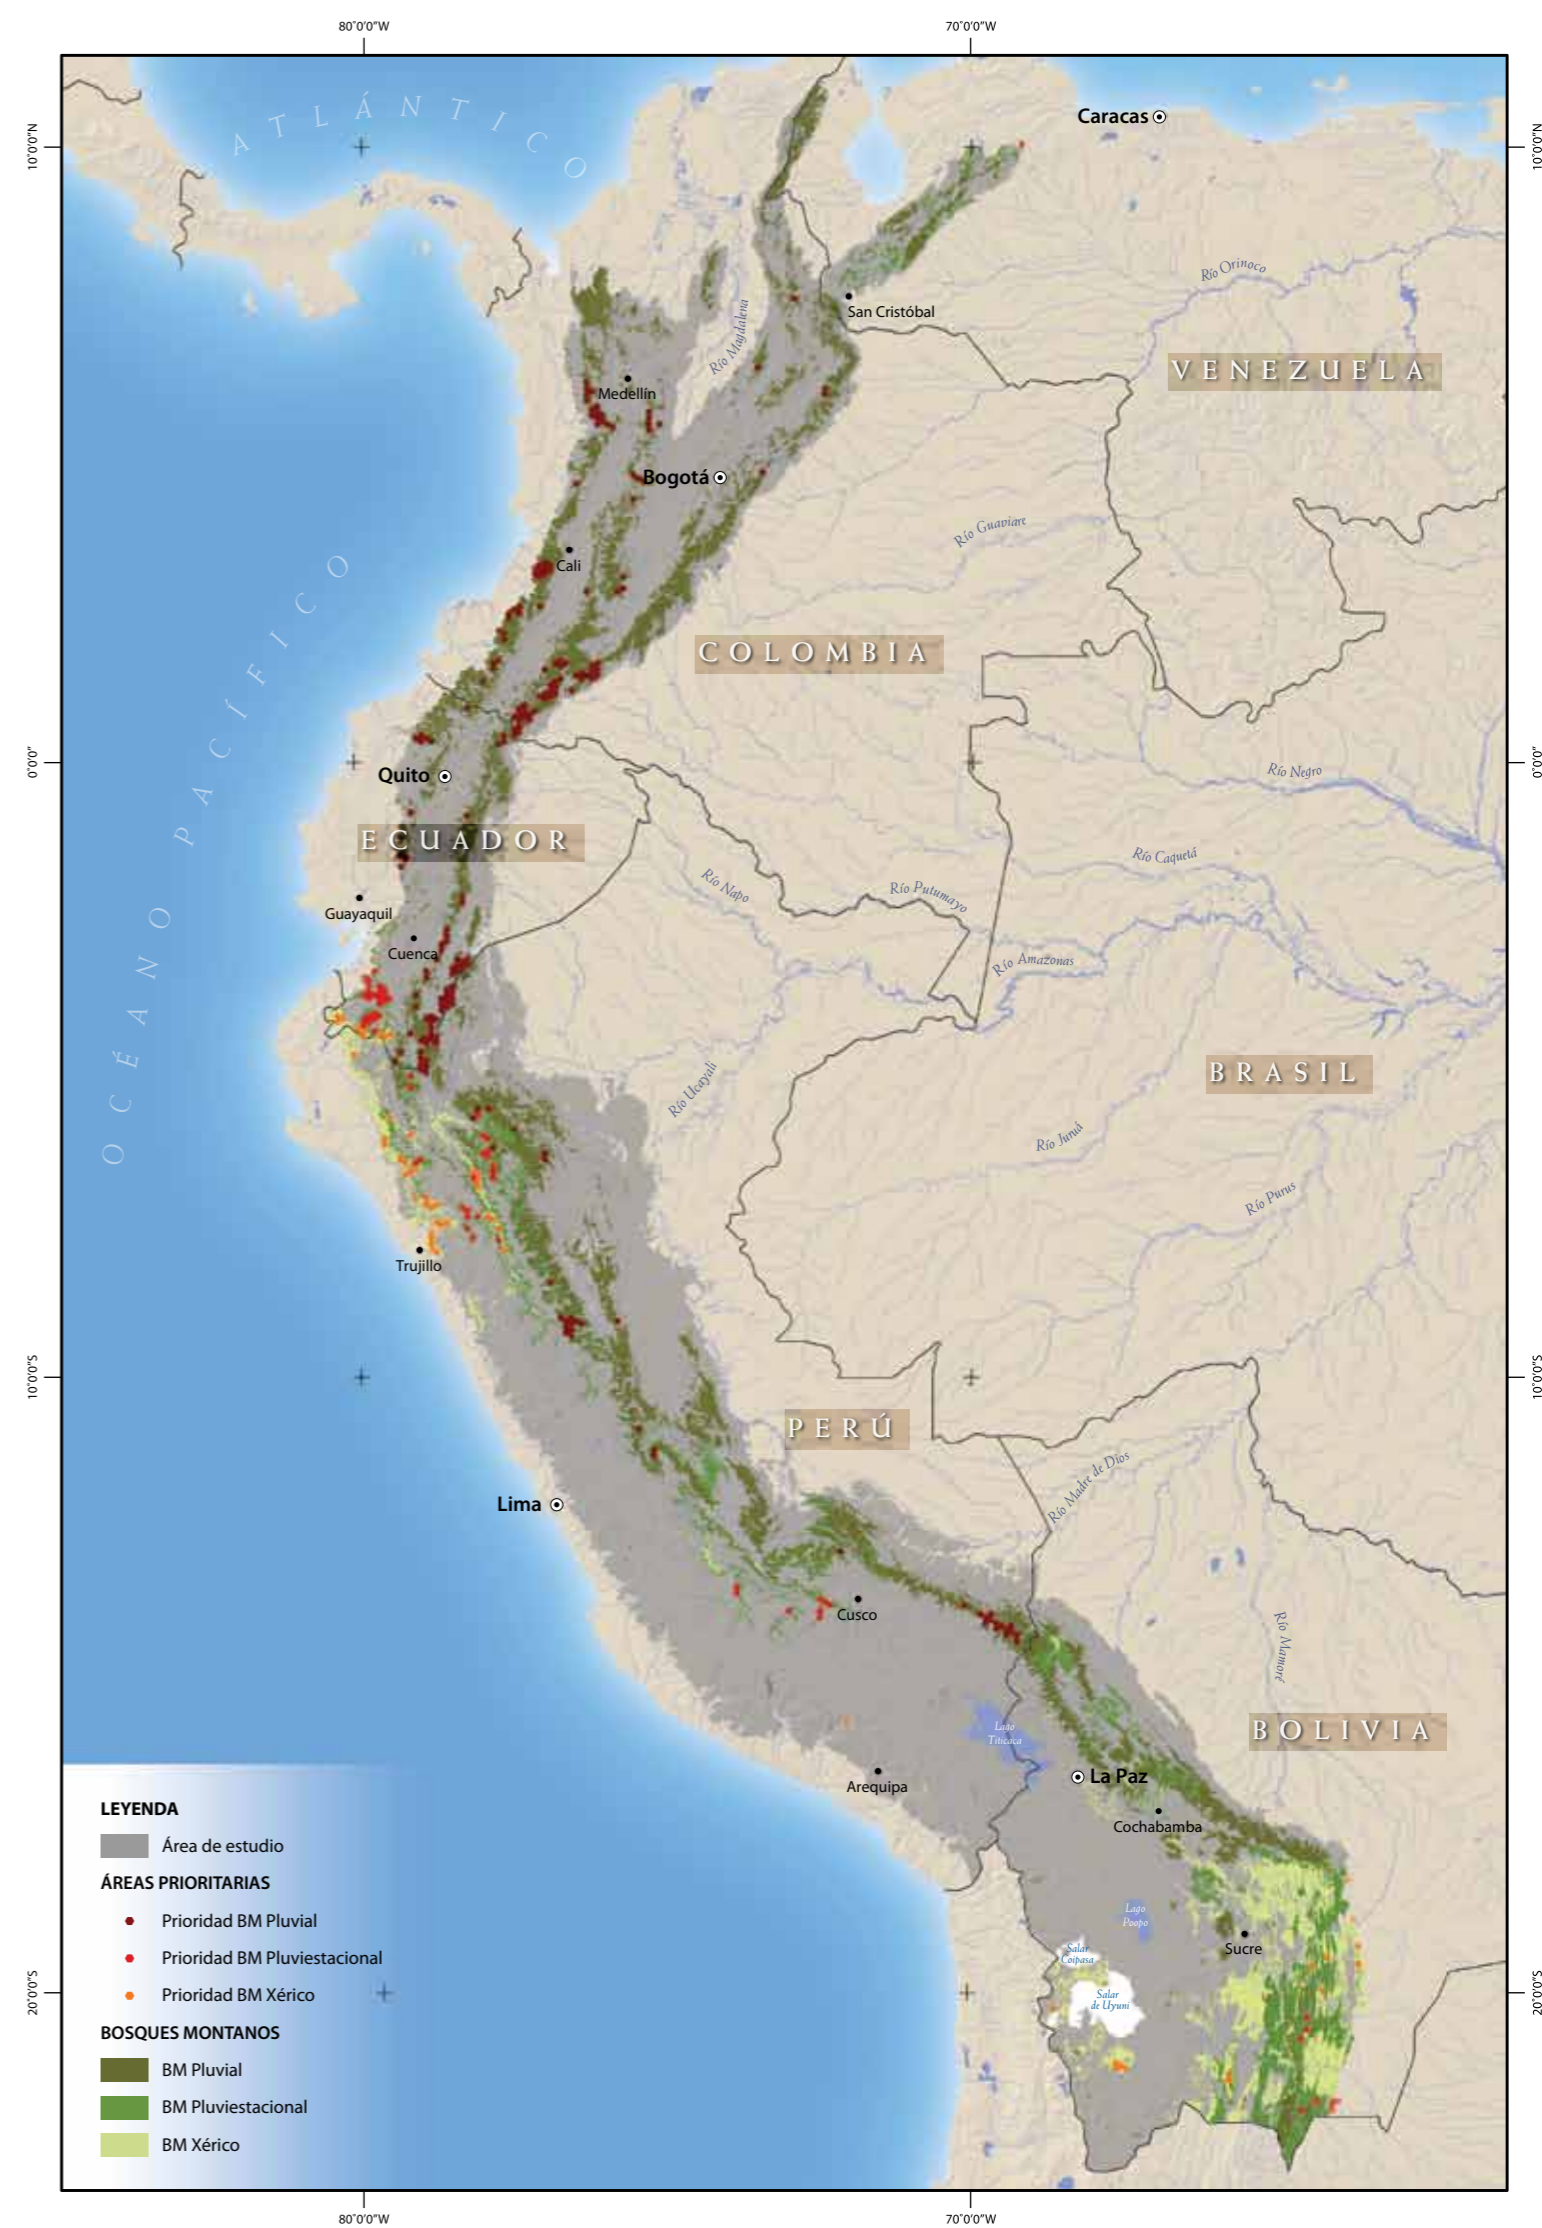 80°0'0"W
70°0'0"W
10°0'0"N
10°0'0"N
ATLÁNTICO
Caracas
Río Orinoco
San Cristóbal
Río Magdalena
VENEZUELA
Medellín
Bogotá
Río Guaviare
Cali
OCÉANO PACÍFICO
COLOMBIA
0°0'0"
0°0'0"
Quito
Río Negro
ECUADOR
Río Caquetá
Río Napo
Río Putumayo
Guayaquil
Cuenca
Río Amazonas
BRASIL
Río Ucayali
Río Juruá
Río Purus
Trujillo
10°0'0"S
10°0'0"S
PERÚ
Río Madre de Dios
Lima
Cusco
Río Mamoré
Lago
Titicaca
BOLIVIA
Arequipa
La Paz
Cochabamba
Lago
Poopo
Sucre
Salar
Coipasa
Salar
de Uyuni
20°0'0"S
20°0'0"S
LEYENDA
Área de estudio
ÁREAS PRIORITARIAS
Prioridad BM Pluvial
Prioridad BM Pluviestacional
Prioridad BM Xérico
BOSQUES MONTANOS
BM Pluvial
BM Pluviestacional
BM Xérico
80°0'0"W
70°0'0"W